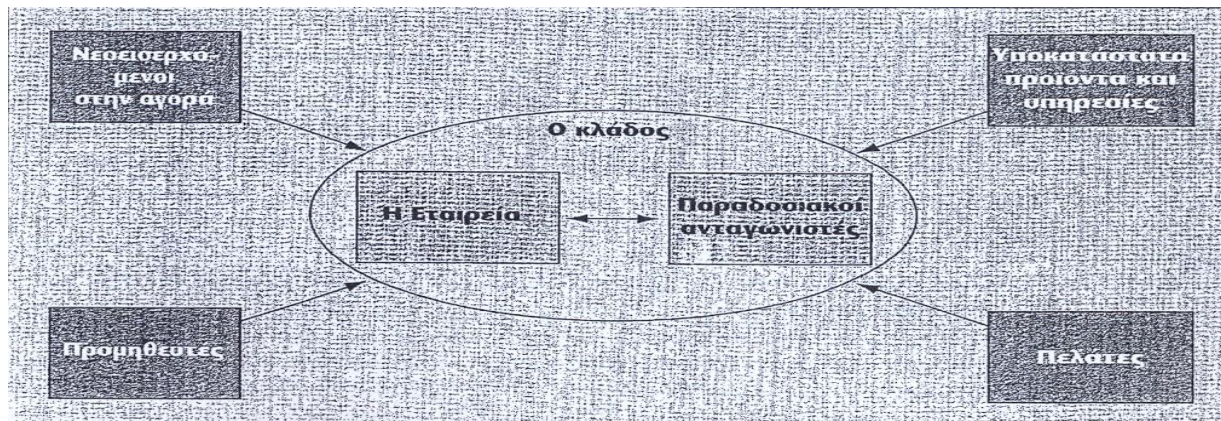 Νεοεισερχό-
μενοι
στην αγορά
Υποκατάστατα
προϊόντα και
υπηρεσίες
Ο κλάδος
Η Εταιρεία
Παραδοσιακοί
ανταγωνιστές
Προμηθευτές
Πελάτες